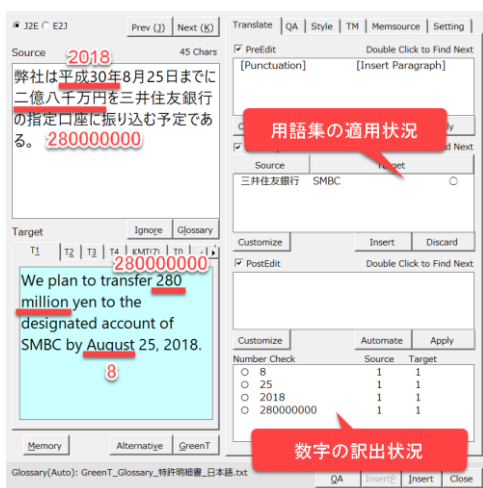 J2E E2J Prev (J) Next (K)
Source 45 Chars
2018
弊社は平成30年8月25日までに
二億八千万円を三井住友銀行
の指定口座に振り込む予定であ
る。 280000000
Target Ignore Glossary
T1 T2 T3 T4 KMT(7) T0
280000000
We plan to transfer 280
million yen to the
designated account of
SMBC by August 25, 2018.
8
Memory Alternative GreenT
Glossary(Auto): GreenT_Glossary_特許明細書_日本語.txt
Translate QA Style TM Memsource Setting
PreEdit Double Click to Find Next
[Punctuation] [Insert Paragraph]
用語集の適用状況
Find Next
Source Target
三井住友銀行 SMBC ○
Customize Insert Discard
PostEdit Double Click to Find Next
Customize Automate Apply
Number Check Source Target
○ 8 1 1
○ 25 1 1
○ 2018 1 1
○ 280000000 1 1
数字の訳出状況
QA InsertP Insert Close